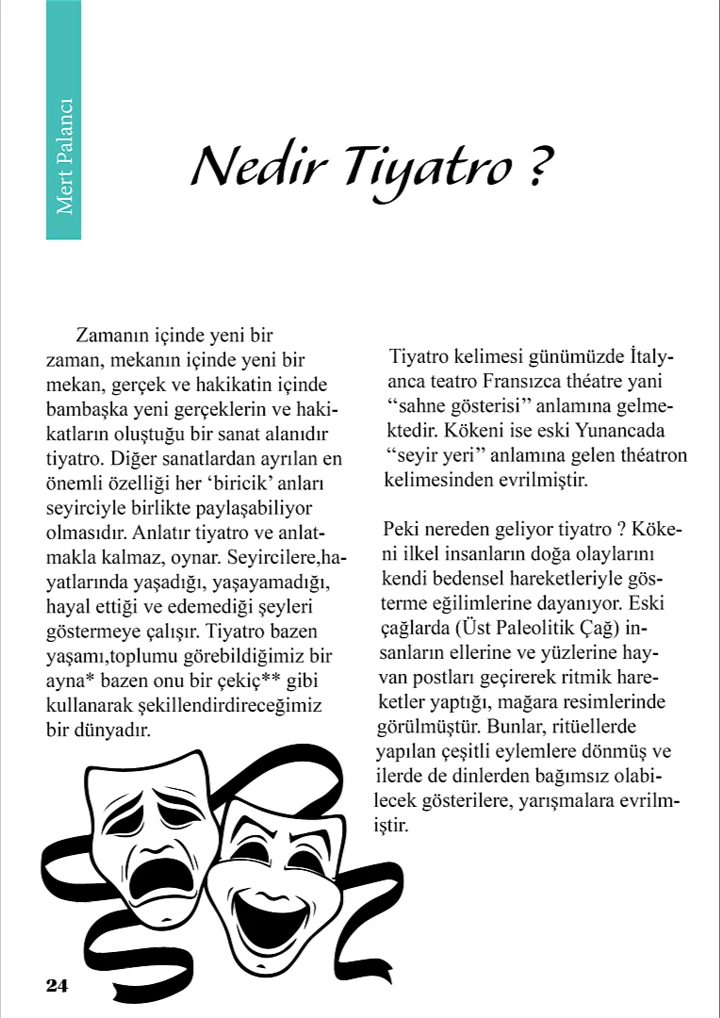 Mert Palancı
Nedir Tiyatro ?
Zamanın içinde yeni bir
zaman, mekanın içinde yeni bir
mekan, gerçek ve hakikatin içinde
bambaşka yeni gerçeklerin ve haki-
katların oluştuğu bir sanat alanıdır
tiyatro. Diğer sanatlardan ayrılan en
önemli özelliği her ‘biricik’ anları
seyirciyle birlikte paylaşabiliyor
olmasıdır. Anlatır tiyatro ve anlat-
makla kalmaz, oynar. Seyircilere,ha-
yatlarında yaşadığı, yaşayamadığı,
hayal ettiği ve edemediği şeyleri
göstermeye çalışır. Tiyatro bazen
yaşamı,toplumu görebildiğimiz bir
ayna* bazen onu bir çekiç** gibi
kullanarak şekillendirdireceğimiz
bir dünyadır.
Tiyatro kelimesi günümüzde İtaly-
anca teatro Fransızca théatre yani
“sahne gösterisi” anlamına gelme-
ktedir. Kökeni ise eski Yunancada
“seyir yeri” anlamına gelen théatron
kelimesinden evrilmiştir.
Peki nereden geliyor tiyatro ? Köke-
ni ilkel insanların doğa olaylarını
kendi bedensel hareketleriyle gös-
terme eğilimlerine dayanıyor. Eski
çağlarda (Üst Paleolitik Çağ) in-
sanların ellerine ve yüzlerine hay-
van postları geçirerek ritmik hare-
ketler yaptığı, mağara resimlerinde
görülmüştür. Bunlar, ritüellerde
yapılan çeşitli eylemlere dönmüş ve
ilerde de dinlerden bağımsız olabi-
lecek gösterilere, yarışmalara evrilm-
iştir.
24